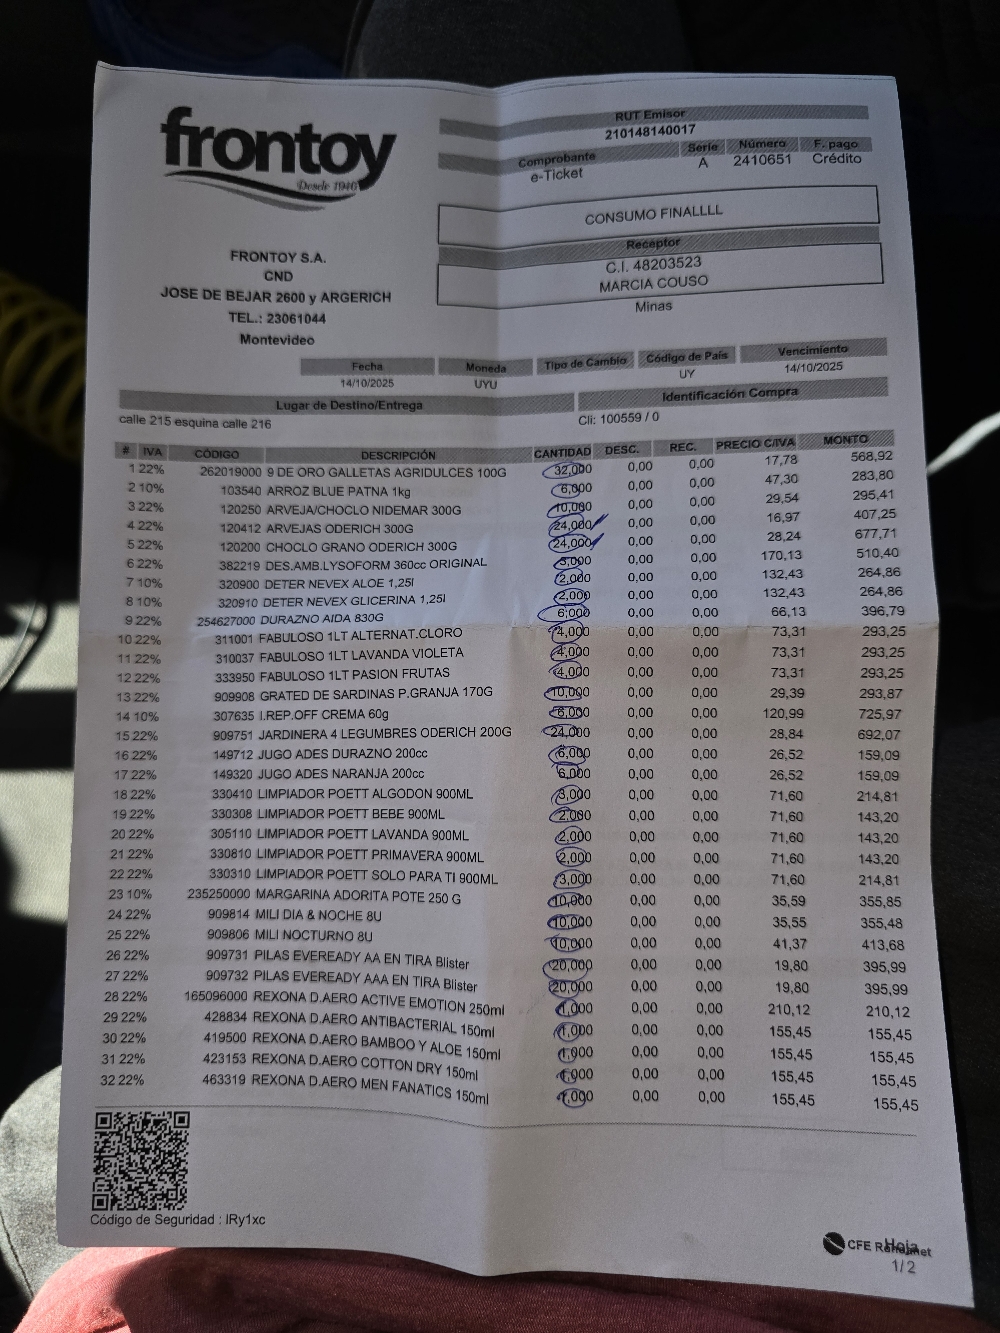 frontoy
Desde 1940
RUT Emisor
210148140017
Comprobante Serie Número F. pago
e-Ticket A 2410651 Crédito
CONSUMO FINALLLL
Receptor
C.I. 48203523
MARCIA COUSO
Minas
FRONTOY S.A.
CND
JOSE DE BEJAR 2600 y ARGERICH
TEL.: 23061044
Montevideo
Fecha Moneda Tipo de Cambio Código de País Vencimiento
14/10/2025 UYU UY 14/10/2025
Lugar de Destino/Entrega Identificación Compra
calle 215 esquina calle 216 Cli: 100559 / 0
# IVA CÓDIGO DESCRIPCIÓN CANTIDAD DESC. REC. PRECIO C/IVA MONTO
1 22% 262019000 9 DE ORO GALLETAS AGRIDULCES 100G 32,000 0,00 0,00 17,78 568,92
2 10% 103540 ARROZ BLUE PATNA 1kg 6,000 0,00 0,00 47,30 283,80
3 22% 120250 ARVEJA/CHOCLO NIDEMAR 300G 10,000 0,00 0,00 29,54 295,41
4 22% 120412 ARVEJAS ODERICH 300G 24,000 0,00 0,00 16,97 407,25
5 22% 120200 CHOCLO GRANO ODERICH 300G 24,000 0,00 0,00 28,24 677,71
6 22% 382219 DES.AMB.LYSOFORM 360cc ORIGINAL 3,000 0,00 0,00 170,13 510,40
7 10% 320900 DETER NEVEX ALOE 1,25l 2,000 0,00 0,00 132,43 264,86
8 10% 320910 DETER NEVEX GLICERINA 1,25l 2,000 0,00 0,00 132,43 264,86
9 22% 254627000 DURAZNO AIDA 830G 6,000 0,00 0,00 66,13 396,79
10 22% 311001 FABULOSO 1LT ALTERNAT.CLORO 4,000 0,00 0,00 73,31 293,25
11 22% 310037 FABULOSO 1LT LAVANDA VIOLETA 4,000 0,00 0,00 73,31 293,25
12 22% 333950 FABULOSO 1LT PASION FRUTAS 4,000 0,00 0,00 73,31 293,25
13 22% 909908 GRATED DE SARDINAS P.GRANJA 170G 10,000 0,00 0,00 29,39 293,87
14 10% 307635 I.REP.OFF CREMA 60g 6,000 0,00 0,00 120,99 725,97
15 22% 909751 JARDINERA 4 LEGUMBRES ODERICH 200G 24,000 0,00 0,00 28,84 692,07
16 22% 149712 JUGO ADES DURAZNO 200cc 6,000 0,00 0,00 26,52 159,09
17 22% 149320 JUGO ADES NARANJA 200cc 6,000 0,00 0,00 26,52 159,09
18 22% 330410 LIMPIADOR POETT ALGODON 900ML 3,000 0,00 0,00 71,60 214,81
19 22% 330308 LIMPIADOR POETT BEBE 900ML 2,000 0,00 0,00 71,60 143,20
20 22% 305110 LIMPIADOR POETT LAVANDA 900ML 2,000 0,00 0,00 71,60 143,20
21 22% 330810 LIMPIADOR POETT PRIMAVERA 900ML 2,000 0,00 0,00 71,60 143,20
22 22% 330310 LIMPIADOR POETT SOLO PARA TI 900ML 3,000 0,00 0,00 71,60 214,81
23 10% 235250000 MARGARINA ADORITA POTE 250 G 10,000 0,00 0,00 35,59 355,85
24 22% 909814 MILI DIA & NOCHE 8U 10,000 0,00 0,00 35,55 355,48
25 22% 909806 MILI NOCTURNO 8U 10,000 0,00 0,00 41,37 413,68
26 22% 909731 PILAS EVEREADY AA EN TIRA Blister 20,000 0,00 0,00 19,80 395,99
27 22% 909732 PILAS EVEREADY AAA EN TIRA Blister 20,000 0,00 0,00 19,80 395,99
28 22% 165096000 REXONA D.AERO ACTIVE EMOTION 250ml 1,000 0,00 0,00 210,12 210,12
29 22% 428834 REXONA D.AERO ANTIBACTERIAL 150ml 1,000 0,00 0,00 155,45 155,45
30 22% 419500 REXONA D.AERO BAMBOO Y ALOE 150ml 1,000 0,00 0,00 155,45 155,45
31 22% 423153 REXONA D.AERO COTTON DRY 150ml 1,000 0,00 0,00 155,45 155,45
32 22% 463319 REXONA D.AERO MEN FANATICS 150ml 1,000 0,00 0,00 155,45 155,45
Código de Seguridad : lRy1xc
CFE
Hoja
1/ 2